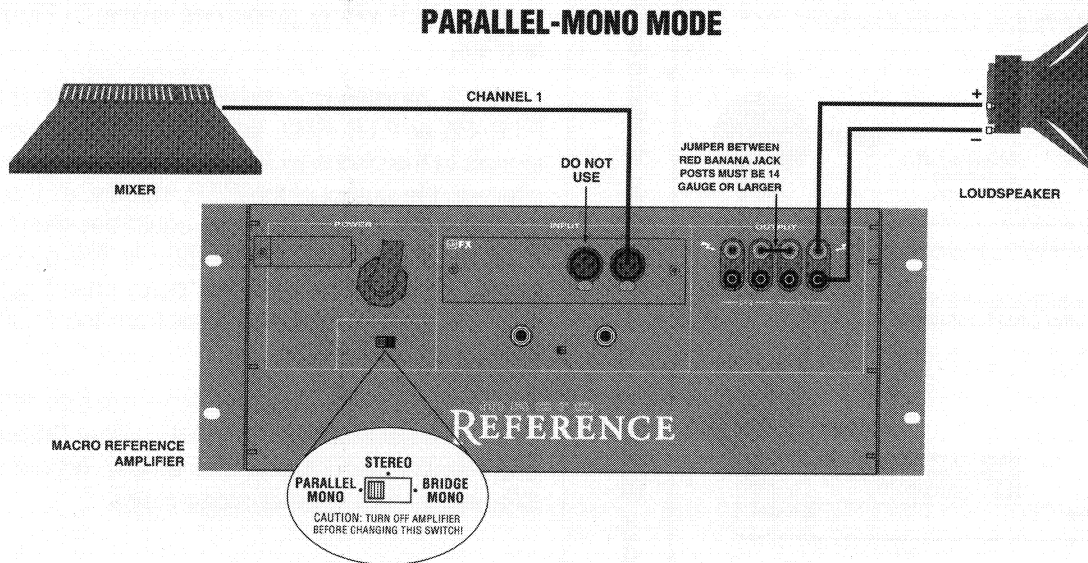 PARALLEL-MONO MODE
CHANNEL 1
+
−
DO NOT
USE
JUMPER BETWEEN
RED BANANA JACK
POSTS MUST BE 14
GAUGE OR LARGER
MIXER
LOUDSPEAKER
POWER
INPUT
OUTPUT
FX
MACRO
REFERENCE
MACRO REFERENCE
AMPLIFIER
STEREO
PARALLEL
MONO
BRIDGE
MONO
CAUTION: TURN OFF AMPLIFIER
BEFORE CHANGING THIS SWITCH!